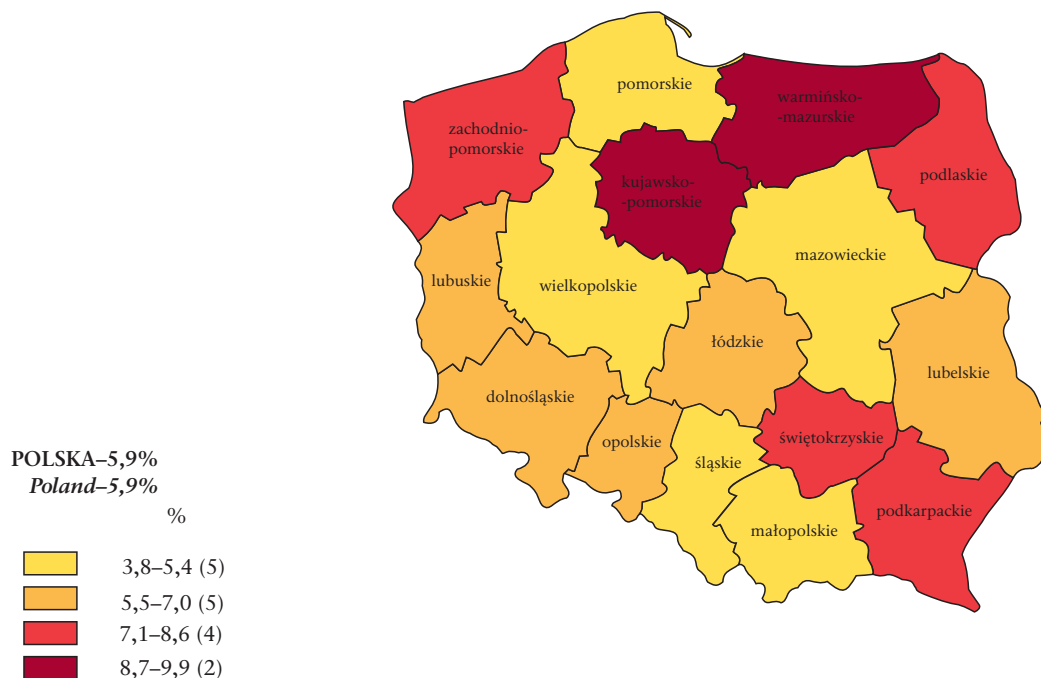 pomorskie
warmińsko-
-mazurskie
zachodnio-
pomorskie
podlaskie
kujawsko-
-pomorskie
mazowieckie
lubuskie
wielkopolskie
łódzkie
lubelskie
dolnośląskie
opolskie
śląskie
świętokrzyskie
podkarpackie
małopolskie
POLSKA–5,9%
Poland–5,9%
%
3,8–5,4 (5)
5,5–7,0 (5)
7,1–8,6 (4)
8,7–9,9 (2)